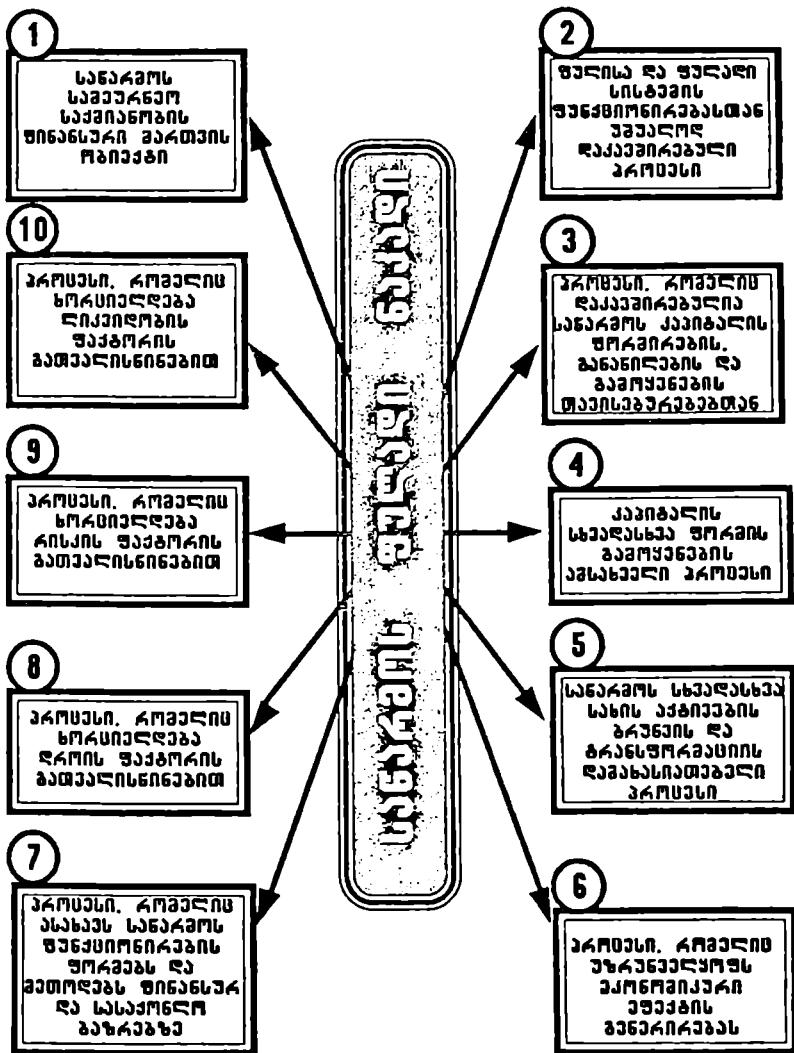 1
საწარმოს
სამეურნეო
საქმიანობის
ფინანსური მართვის
ობიექტი
2
ფულისა და ფულადი
სისტემის
ფუნქციონირებასთან
უშუალოდ
დაკავშირებული
პროცესი
10
პროცესი, რომელიც
ხორციელდება
ლიკვიდობის
ფაქტორის
გათვალისწინებით
3
პროცესი, რომელიც
დაკავშირებულია
საწარმოს კაპიტალის
ფორმირების,
განაწილების და
გამოყენების
თავისებურებებთან
9
პროცესი, რომელიც
ხორციელდება
რისკის ფაქტორის
გათვალისწინებით
4
კაპიტალის
სხვადასხვა ფორმის
გამოყენების
ამსახველი პროცესი
8
პროცესი, რომელიც
ხორციელდება
დროის ფაქტორის
გათვალისწინებით
5
საწარმოს სხვადასხვა
სახის აქტივების
ბრუნვის და
ტრანსფორმაციის
დამახასიათებელი
პროცესი
7
პროცესი, რომელიც
ასახავს საწარმოს
ფუნქციონირების
ფორმებს და
მეთოდებს ფინანსურ
და სასაქონლო
ბაზრებზე
6
პროცესი, რომელიც
უზრუნველყოფს
ეკონომიკური
ეფექტის
გენერირებას
საწარმოს ფულადი ნაკადი